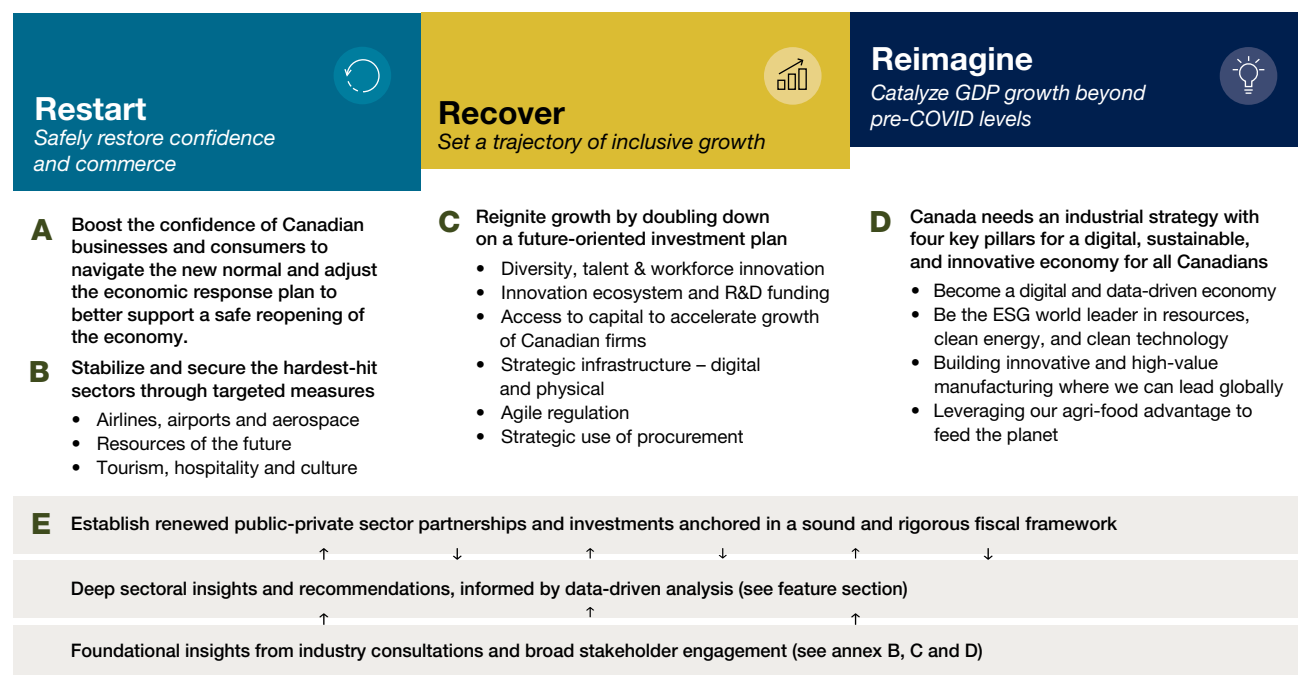 Restart
Safely restore confidence
and commerce
A
Boost the confidence of Canadian
businesses and consumers to
navigate the new normal and adjust
the economic response plan to
better support a safe reopening of
the economy.
B
Stabilize and secure the hardest-hit
sectors through targeted measures
• Airlines, airports and aerospace
• Resources of the future
• Tourism, hospitality and culture
Recover
Set a trajectory of inclusive growth
C
Reignite growth by doubling down
on a future-oriented investment plan
• Diversity, talent & workforce innovation
• Innovation ecosystem and R&D funding
• Access to capital to accelerate growth
of Canadian firms
• Strategic infrastructure – digital
and physical
• Agile regulation
• Strategic use of procurement
Reimagine
Catalyze GDP growth beyond
pre-COVID levels
D
Canada needs an industrial strategy with
four key pillars for a digital, sustainable,
and innovative economy for all Canadians
• Become a digital and data-driven economy
• Be the ESG world leader in resources,
clean energy, and clean technology
• Building innovative and high-value
manufacturing where we can lead globally
• Leveraging our agri-food advantage to
feed the planet
E Establish renewed public-private sector partnerships and investments anchored in a sound and rigorous fiscal framework
Deep sectoral insights and recommendations, informed by data-driven analysis (see feature section)
Foundational insights from industry consultations and broad stakeholder engagement (see annex B, C and D)